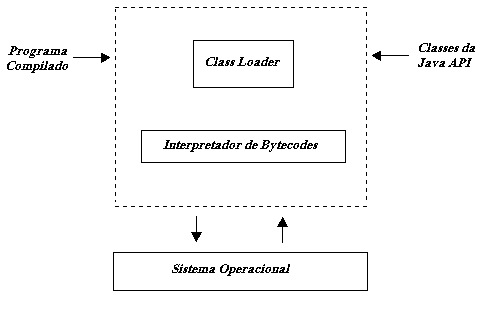 Programa
Compilado
Class Loader
Classes da
Java API
Interpretador de Bytecodes
Sistema Operacional